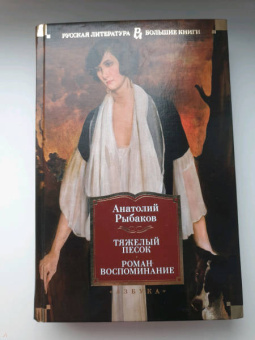 РУССКАЯ ЛИТЕРАТУРА БОЛЬШИЕ КНИГИ
Анатолий
Рыбаков
ТЯЖЕЛЫЙ
ПЕСОК
РОМАН
ВОСПОМИНАНИЕ
АЗБУКА